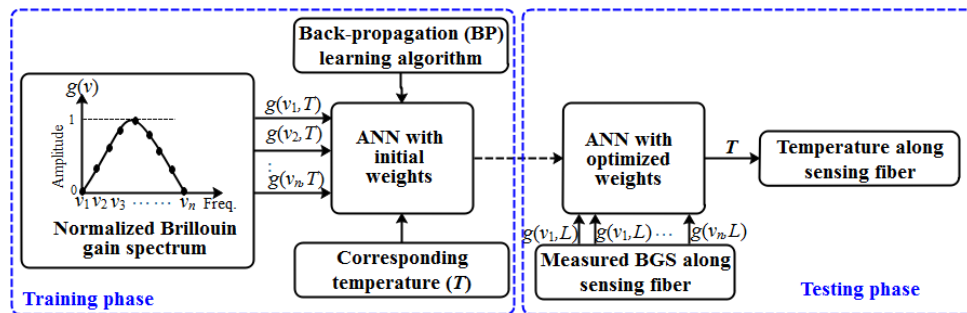 Back-propagation (BP)
learning algorithm
g(v)
1
Amplitude
0
v1 v2 v3 ...... vn Freq.
Normalized Brillouin
gain spectrum
g(v1,T)
g(v2,T)
⋮
g(vn,T)
ANN with
initial
weights
Corresponding
temperature (T)
Training phase
ANN with
optimized
weights
T
Temperature along
sensing fiber
g(v1,L) g(v1,L) ... g(vn,L)
Measured BGS along
sensing fiber
Testing phase